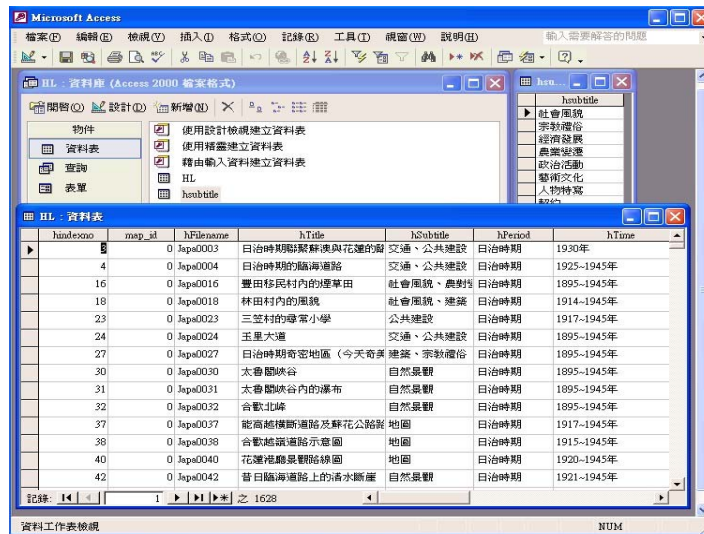 Microsoft Access
檔案(F) 編輯(E) 檢視(V) 插入(I) 格式(O) 記錄(R) 工具(T) 視窗(W) 說明(H) 輸入需要解答的問題
HL : 資料庫 (Access 2000 檔案格式)
開啓(O) 設計(D) 新增(N)
物件
資料表
查詢
表單
使用設計檢視建立資料表
使用精靈建立資料表
藉由輸入資料建立資料表
HL
hsubtitle
hsu...
hsubtitle
社會風貌
宗教禮俗
經濟發展
農業變遷
政治活動
藝術文化
人物特寫
契約
HL : 資料表
hindexno map_id hFilename hTitle hSubtitle hPeriod hTime
3 0 Japa0003 日治時期聯繫蘇澳與花蓮的 交通、公共建設 日治時期 1930年
4 0 Japa0004 日治時期的臨海道路 交通、公共建設 日治時期 1925~1945年
16 0 Japa0016 豐田移民村內的煙草田 社會風貌、農 日治時期 1895~1945年
18 0 Japa0018 林田村內的風貌 社會風貌、建築 日治時期 1914~1945年
23 0 Japa0023 三笠村的尋常小學 公共建設 日治時期 1917~1945年
24 0 Japa0024 玉里大道 交通、公共建設 日治時期 1895~1945年
27 0 Japa0027 日治時期奇密地區（今天奇美 建築、宗教禮俗 日治時期 1895~1945年
30 0 Japa0030 太魯閣峽谷 自然景觀 日治時期 1895~1945年
31 0 Japa0031 太魯閣峽谷內的瀑布 自然景觀 日治時期 1895~1945年
32 0 Japa0032 合歡北峰 自然景觀 日治時期 1895~1945年
37 0 Japa0037 能高越橫斷道路及蘇花公路路 地圖 日治時期 1917~1945年
38 0 Japa0038 合歡越嶺道路示意圖 地圖 日治時期 1915~1945年
40 0 Japa0040 花蓮港廳景觀路線圖 地圖 日治時期 1920~1945年
42 0 Japa0042 昔日臨海道路上的清水斷崖 自然景觀 日治時期 1921~1945年
記錄: 1 之 1628
資料工作表檢視 NUM